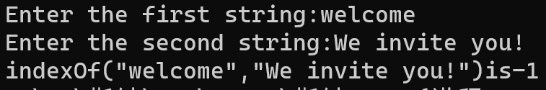 Enter the first string:welcome
Enter the second string:We invite you!
indexOf("welcome","We invite you!")is-1